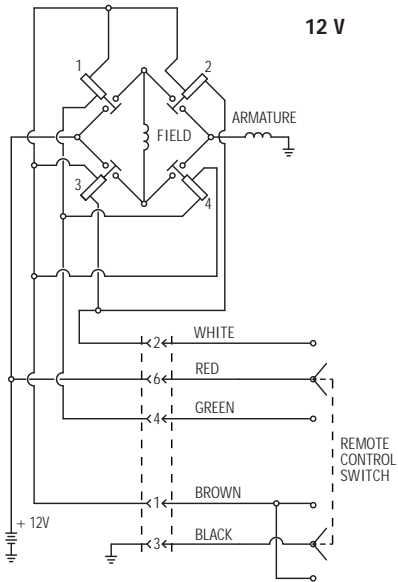 12 V
1
2
ARMATURE
FIELD
3
4
2
WHITE
6
RED
4
GREEN
REMOTE
CONTROL
SWITCH
1
BROWN
+ 12V
3
BLACK